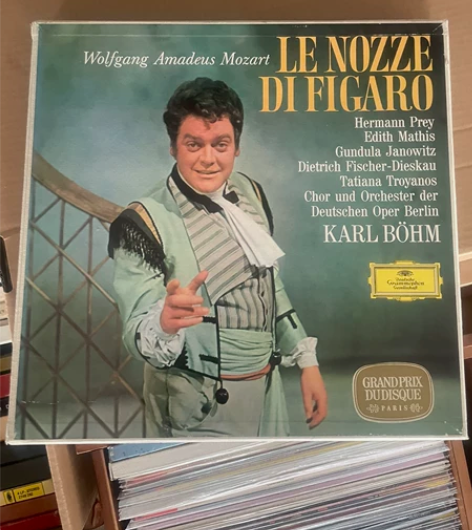 Wolfgang Amadeus Mozart LE NOZZE
DI FIGARO
Hermann Prey
Edith Mathis
Gundula Janowitz
Dietrich Fischer-Dieskau
Tatiana Troyanos
Chor und Orchester der
Deutschen Oper Berlin
KARL BÖHM
Deutsche
Grammophon
Gesellschaft
GRAND PRIX
DU DISQUE
PARIS